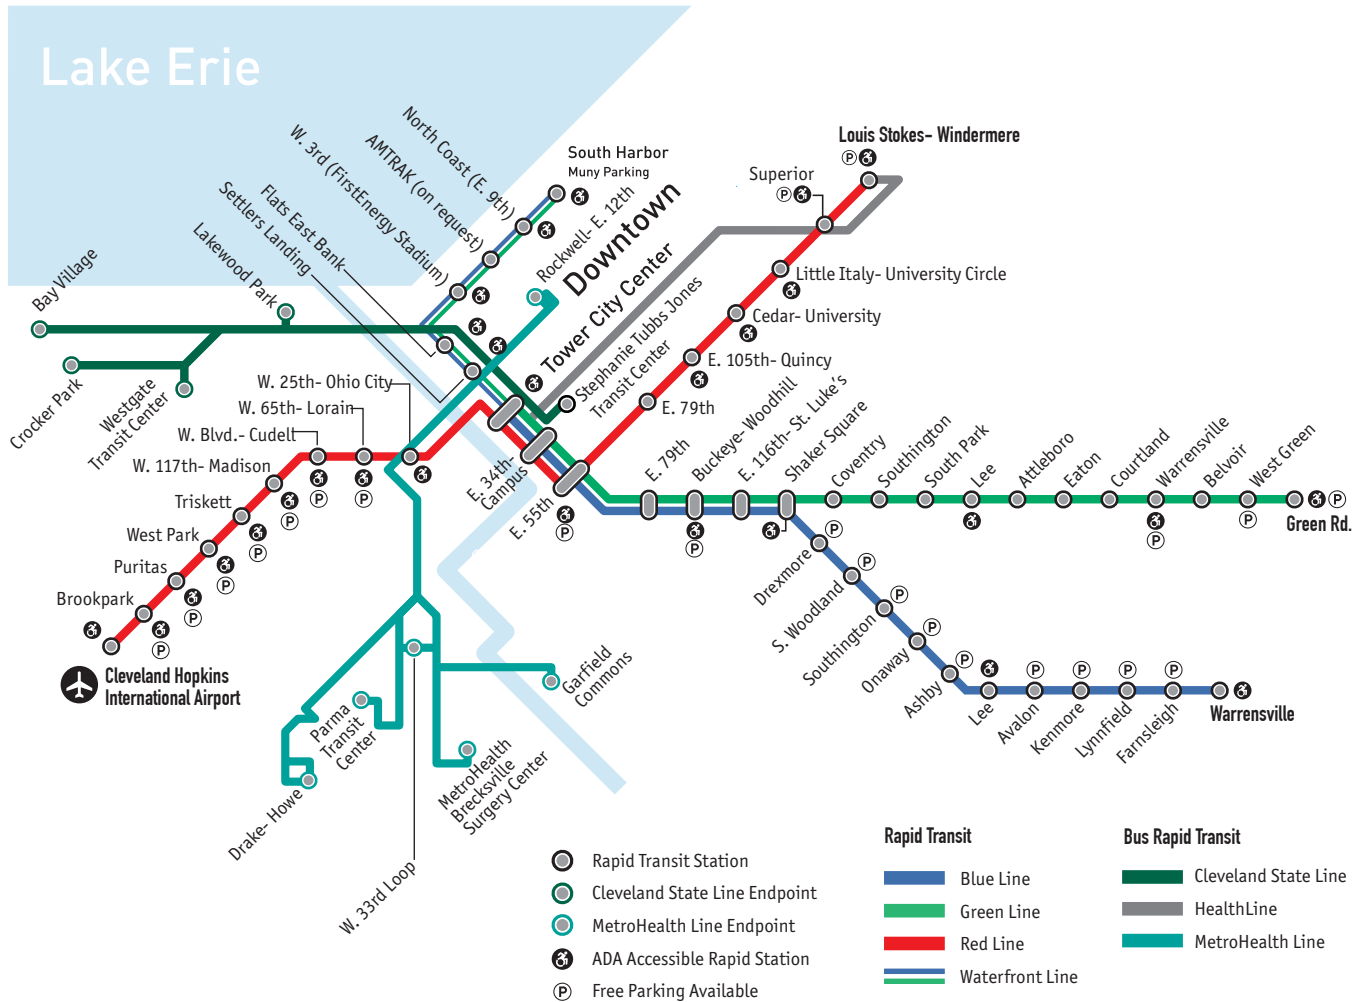 Lake Erie
North Coast (E. 9th)
AMTRAK (on request)
W. 3rd (FirstEnergy Stadium)
Flats East Bank
Settlers Landing
Lakewood Park
Bay Village
Crocker Park
Westgate
Transit Center
South Harbor
Muny Parking
Rockwell- E. 12th
Downtown
Tower City Center
Stephanie Tubbs Jones
Transit Center
Louis Stokes- Windermere
P
Superior
P
Little Italy- University Circle
Cedar- University
E. 105th- Quincy
E. 79th
W. 25th- Ohio City
W. 65th- Lorain
W. Blvd.- Cudell
W. 117th- Madison
Triskett
West Park
Puritas
Brookpark
P
P
P
P
P
P
P
Cleveland Hopkins
International Airport
E. 34th-
Campus
E. 55th
P
E. 79th
Buckeye- Woodhill
P
E. 116th- St. Luke's
Shaker Square
Coventry
Southington
South Park
Lee
Attleboro
Eaton
Courtland
Warrensville
P
Belvoir
West Green
P
P
Green Rd.
Drexmore
P
S. Woodland
P
Southington
P
Onaway
P
Ashby
P
Lee
Avalon
P
Kenmore
P
Lynnfield
P
Farnsleigh
P
Warrensville
Garfield
Commons
Parma
Transit
Center
MetroHealth
Brecksville
Surgery Center
Drake- Howe
W. 33rd Loop
Rapid Transit Station
Cleveland State Line Endpoint
MetroHealth Line Endpoint
ADA Accessible Rapid Station
P Free Parking Available
Rapid Transit
Blue Line
Green Line
Red Line
Waterfront Line
Bus Rapid Transit
Cleveland State Line
HealthLine
MetroHealth Line